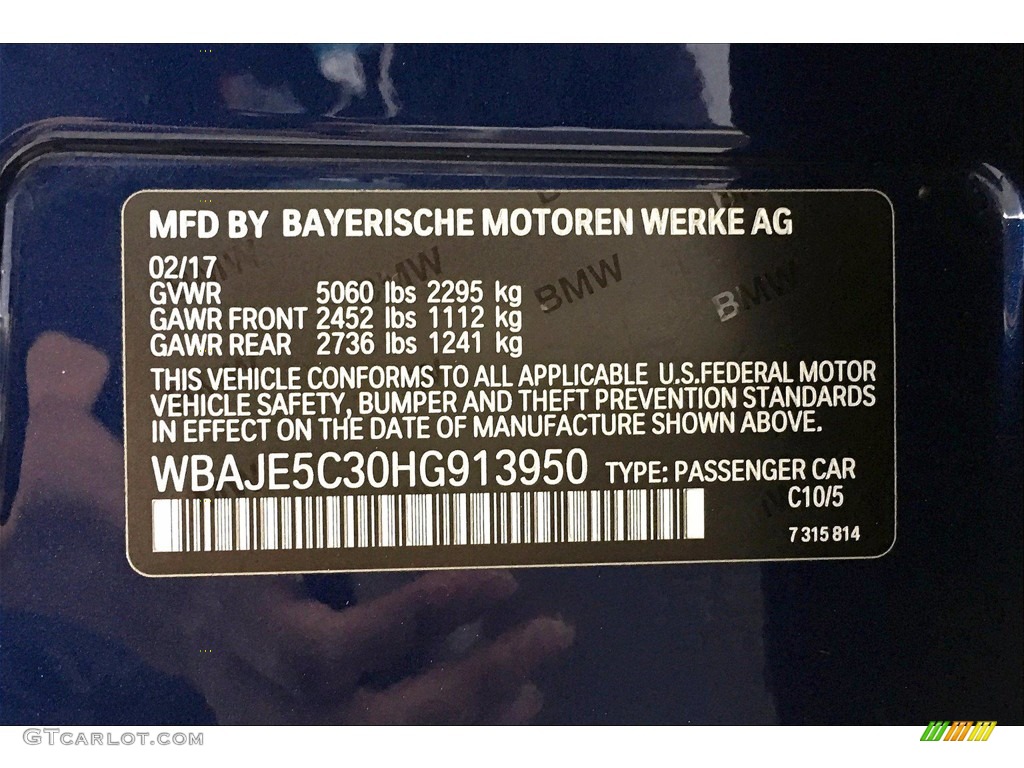 MFD BY BAYERISCHE MOTOREN WERKE AG
02/17
GVWR 5060 lbs 2295 kg
GAWR FRONT 2452 lbs 1112 kg
GAWR REAR 2736 lbs 1241 kg
THIS VEHICLE CONFORMS TO ALL APPLICABLE U.S.FEDERAL MOTOR
VEHICLE SAFETY, BUMPER AND THEFT PREVENTION STANDARDS
IN EFFECT ON THE DATE OF MANUFACTURE SHOWN ABOVE.
WBAJE5C30HG913950 TYPE: PASSENGER CAR
C10/5
7 315 814
BMW
BMW
BMW
GTcarlot.com